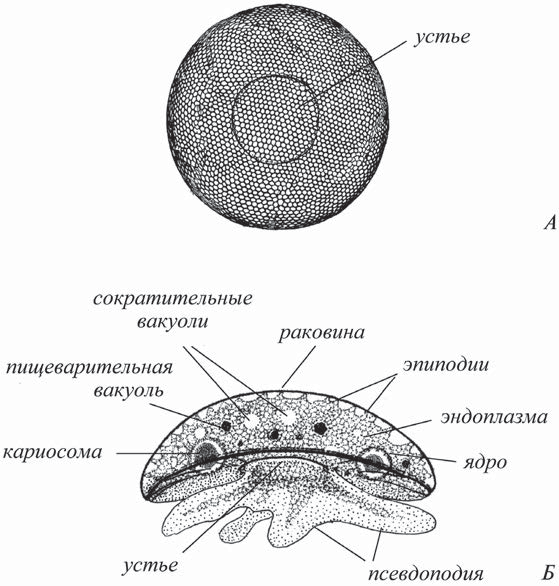 устье
А
сократительные
вакуоли
раковина
эпиподии
пищеварительная
вакуоль
эндоплазма
кариосома
ядро
устье
псевдоподия
Б